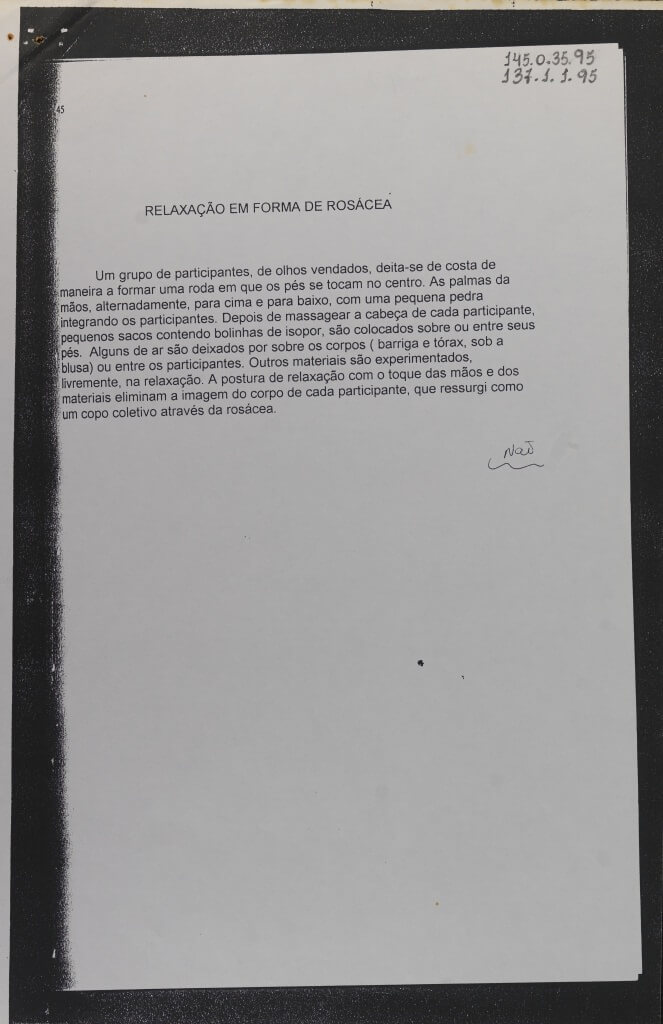 145.0.35.95
137.1.1.95
45
RELAXAÇÃO EM FORMA DE ROSÁCEA
Um grupo de participantes, de olhos vendados, deita-se de costa de
maneira a formar uma roda em que os pés se tocam no centro. As palmas da
mãos, alternadamente, para cima e para baixo, com uma pequena pedra
integrando os participantes. Depois de massagear a cabeça de cada participante,
pequenos sacos contendo bolinhas de isopor, são colocados sobre ou entre seus
pés. Alguns de ar são deixados por sobre os corpos ( barriga e tórax, sob a
blusa) ou entre os participantes. Outros materiais são experimentados,
livremente, na relaxação. A postura de relaxação com o toque das mãos e dos
materiais eliminam a imagem do corpo de cada participante, que ressurgi como
um copo coletivo através da rosácea.